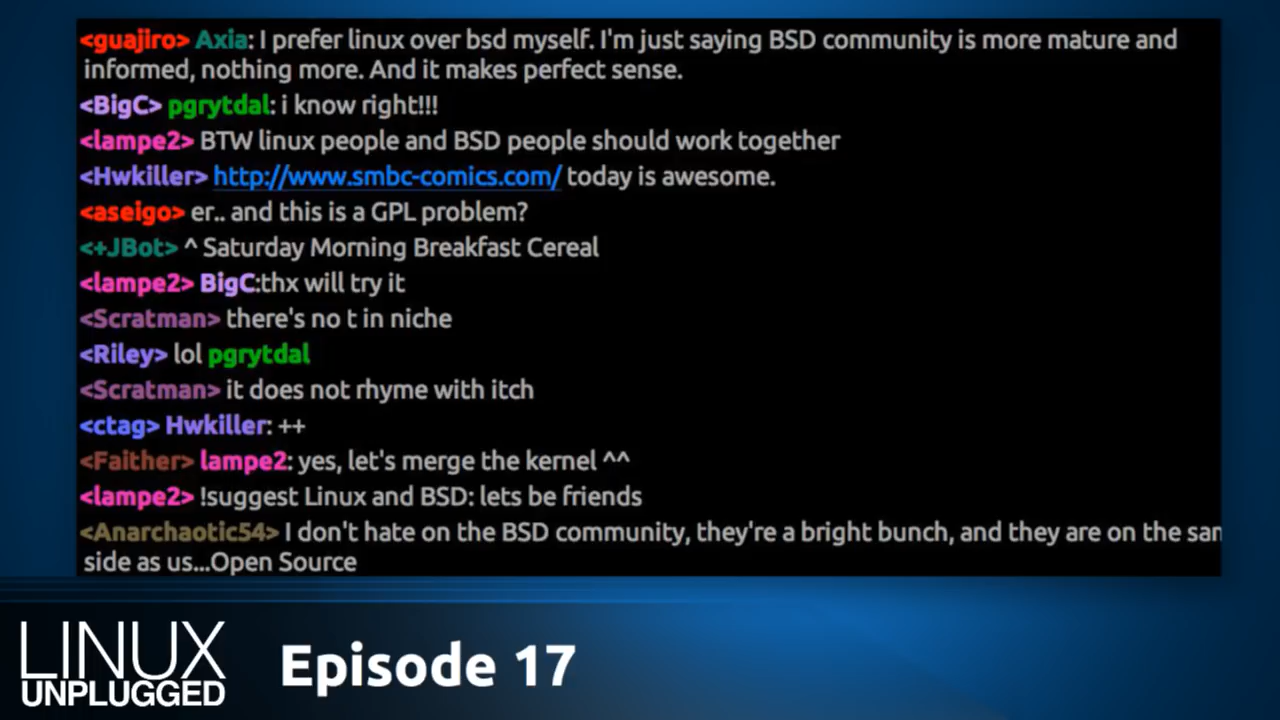 <guajiro> Axia: I prefer linux over bsd myself. I'm just saying BSD community is more mature and
informed, nothing more. And it makes perfect sense.
<BigC> pgrytdal: i know right!!!
<lampe2> BTW linux people and BSD people should work together
<Hwkiller> http://www.smbc-comics.com/ today is awesome.
<aseigo> er.. and this is a GPL problem?
<+JBot> ^ Saturday Morning Breakfast Cereal
<lampe2> BigC:thx will try it
<Scratman> there's no t in niche
<Riley> lol pgrytdal
<Scratman> it does not rhyme with itch
<ctag> Hwkiller: ++
<Faither> lampe2: yes, let's merge the kernel ^^
<lampe2> !suggest Linux and BSD: lets be friends
<Anarchaotic54> I don't hate on the BSD community, they're a bright bunch, and they are on the
side as us...Open Source
LINUX
UNPLUGGED
Episode 17